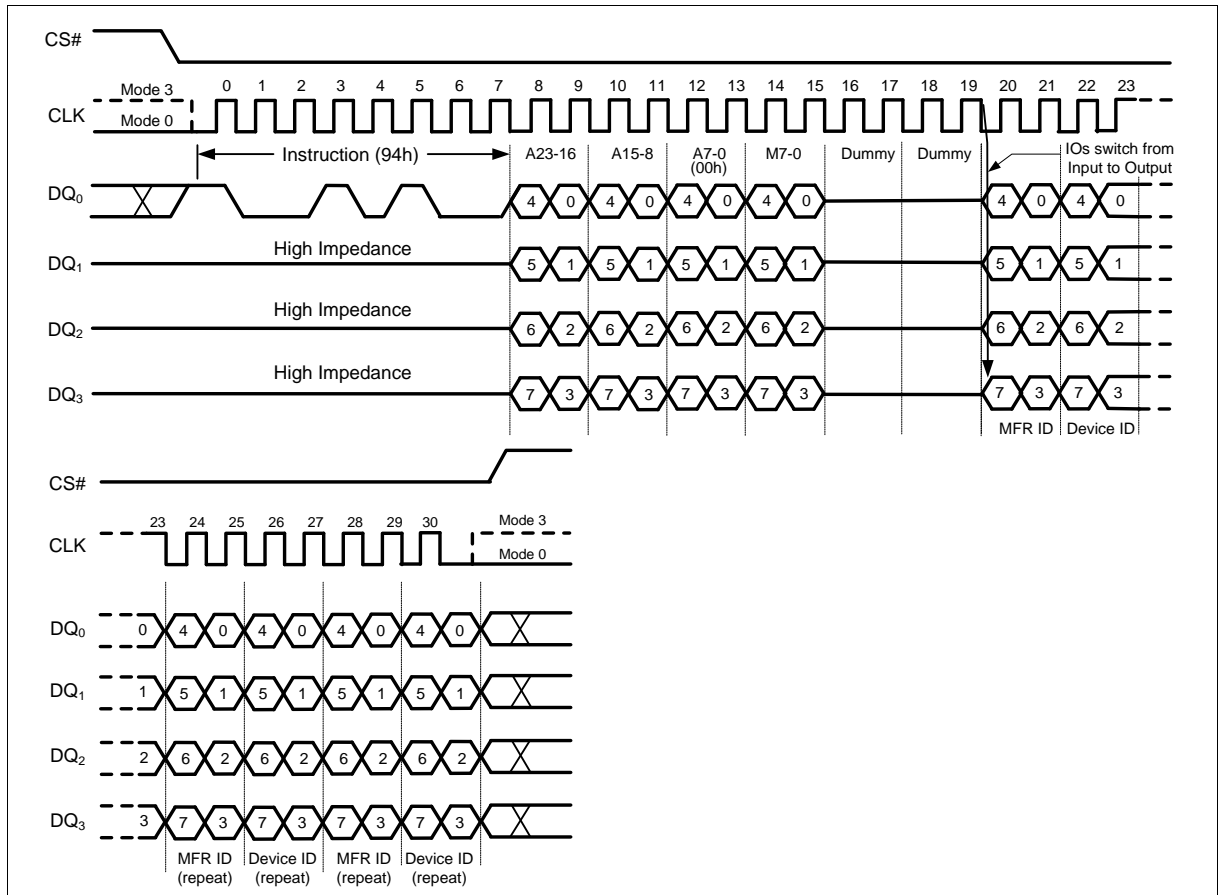 CS#
Mode 3 0 1 2 3 4 5 6 7 8 9 10 11 12 13 14 15 16 17 18 19 20 21 22 23
CLK
Mode 0
Instruction (94h) A23-16 A15-8 A7-0 (00h) M7-0 Dummy Dummy IOs switch from Input to Output
DQ0 4 0 4 0 4 0 4 0 4 0 4 0
High Impedance
DQ1 5 1 5 1 5 1 5 1 5 1 5 1
High Impedance
DQ2 6 2 6 2 6 2 6 2 6 2 6 2
High Impedance
DQ3 7 3 7 3 7 3 7 3 7 3 7 3
MFR ID Device ID
CS#
23 24 25 26 27 28 29 30 Mode 3
CLK
Mode 0
DQ0 0 4 0 4 0 4 0 4 0
DQ1 1 5 1 5 1 5 1 5 1
DQ2 2 6 2 6 2 6 2 6 2
DQ3 3 7 3 7 3 7 3 7 3
MFR ID Device ID MFR ID Device ID
(repeat) (repeat) (repeat) (repeat)